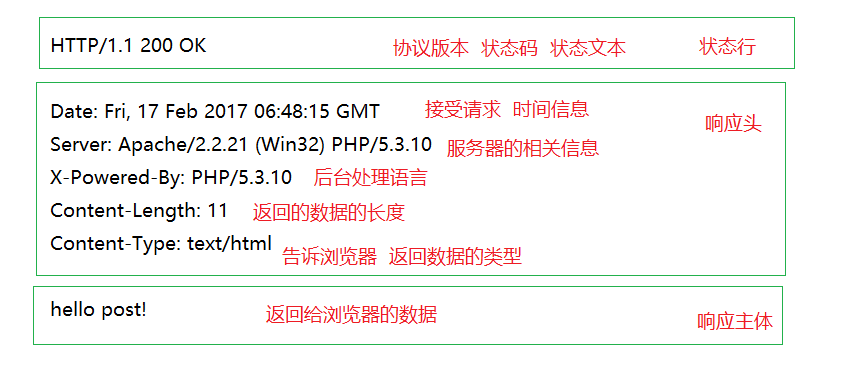 HTTP/1.1 200 OK 协议版本 状态码 状态文本 状态行
Date: Fri, 17 Feb 2017 06:48:15 GMT 接受请求 时间信息
响应头
Server: Apache/2.2.21 (Win32) PHP/5.3.10 服务器的相关信息
X-Powered-By: PHP/5.3.10 后台处理语言
Content-Length: 11 返回的数据的长度
Content-Type: text/html 告诉浏览器 返回数据的类型
hello post! 返回给浏览器的数据 响应主体